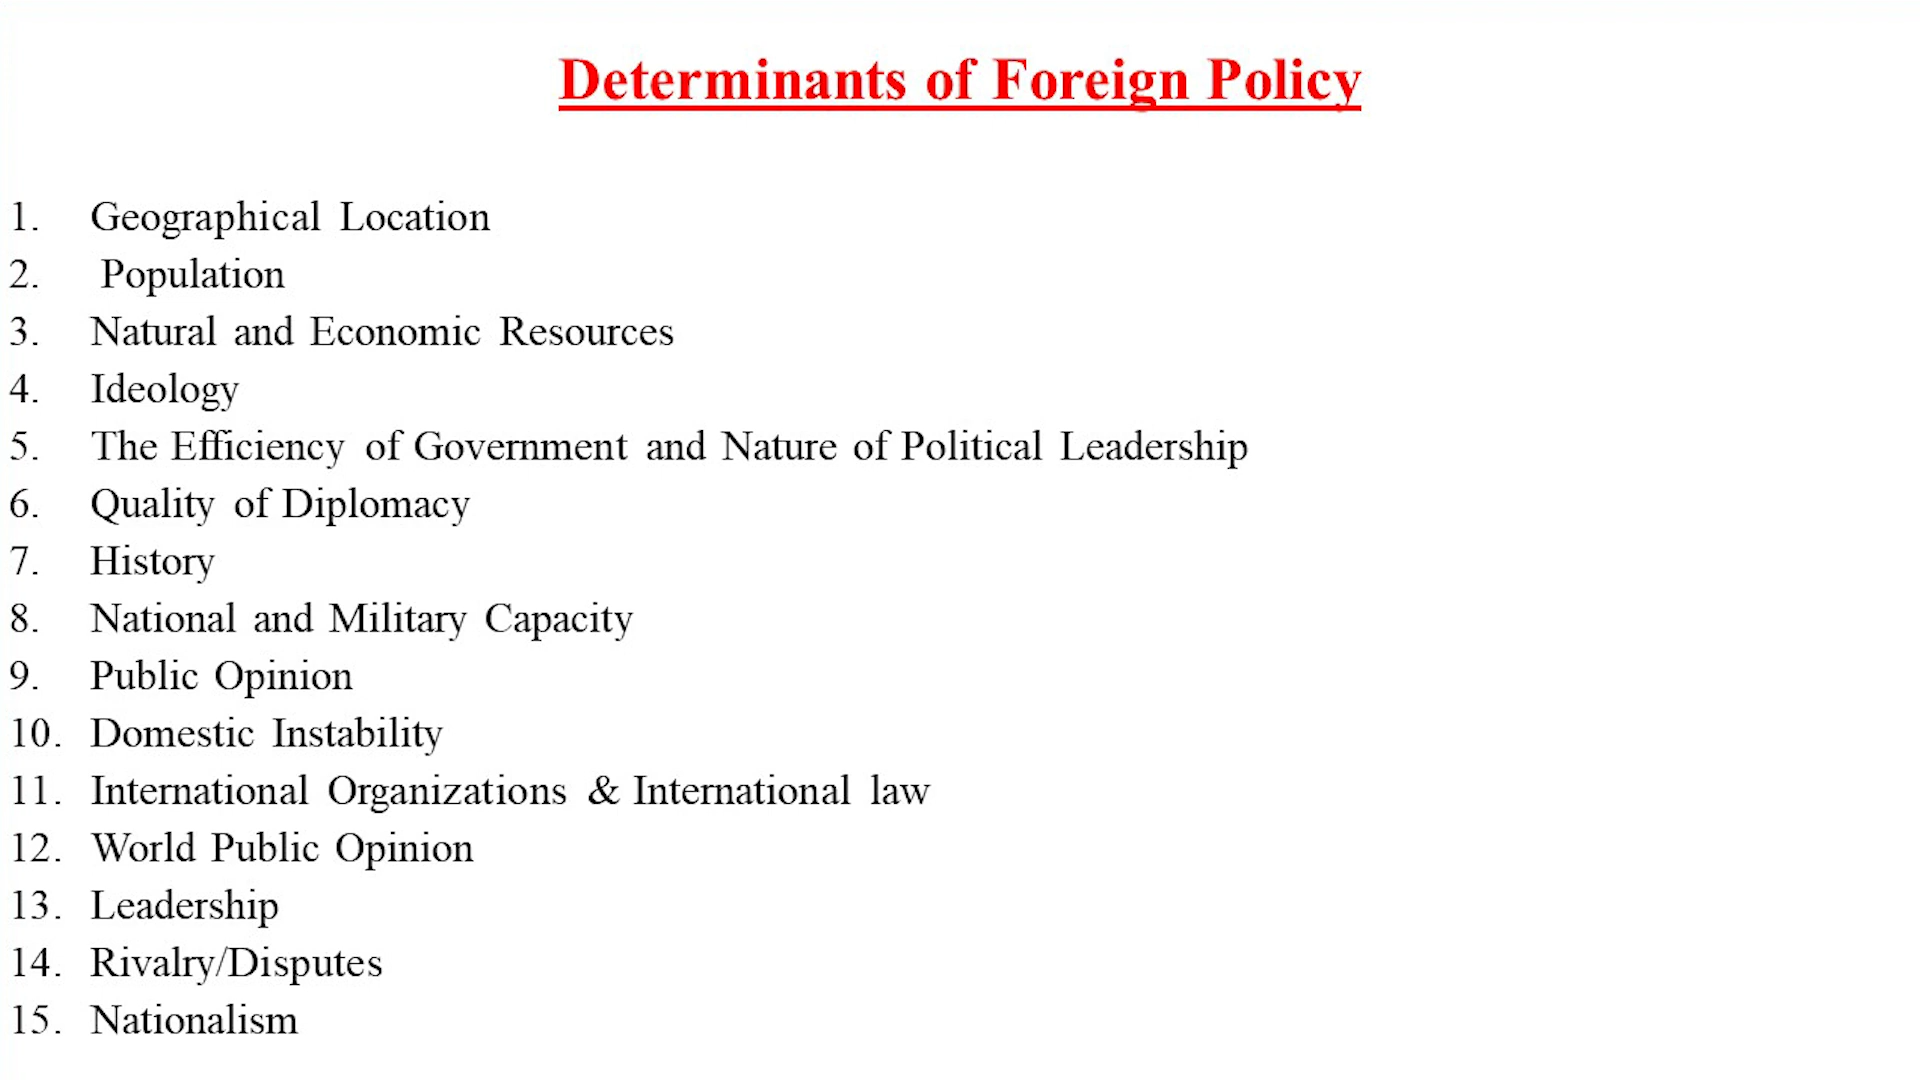 Determinants of Foreign Policy
1. Geographical Location
2. Population
3. Natural and Economic Resources
4. Ideology
5. The Efficiency of Government and Nature of Political Leadership
6. Quality of Diplomacy
7. History
8. National and Military Capacity
9. Public Opinion
10. Domestic Instability
11. International Organizations & International law
12. World Public Opinion
13. Leadership
14. Rivalry/Disputes
15. Nationalism